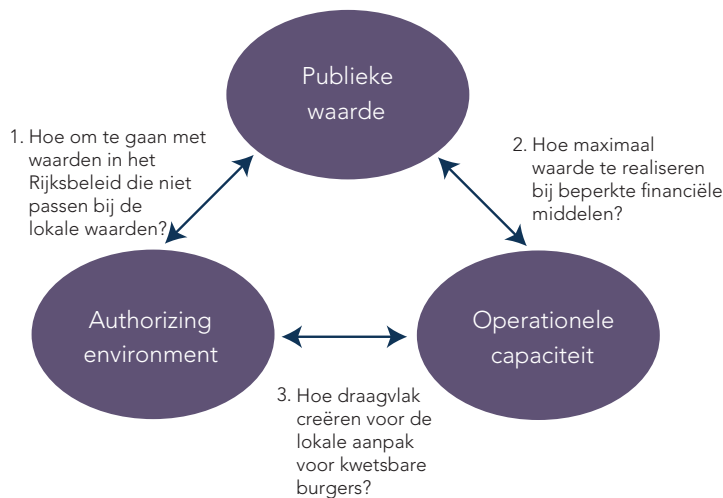 Publieke
waarde
1. Hoe om te gaan met
waarden in het
Rijksbeleid die niet
passen bij de
lokale waarden?
2. Hoe maximaal
waarde te realiseren
bij beperkte financiële
middelen?
Authorizing
environment
Operationele
capaciteit
3. Hoe draagvlak
creëren voor de
lokale aanpak
voor kwetsbare
burgers?